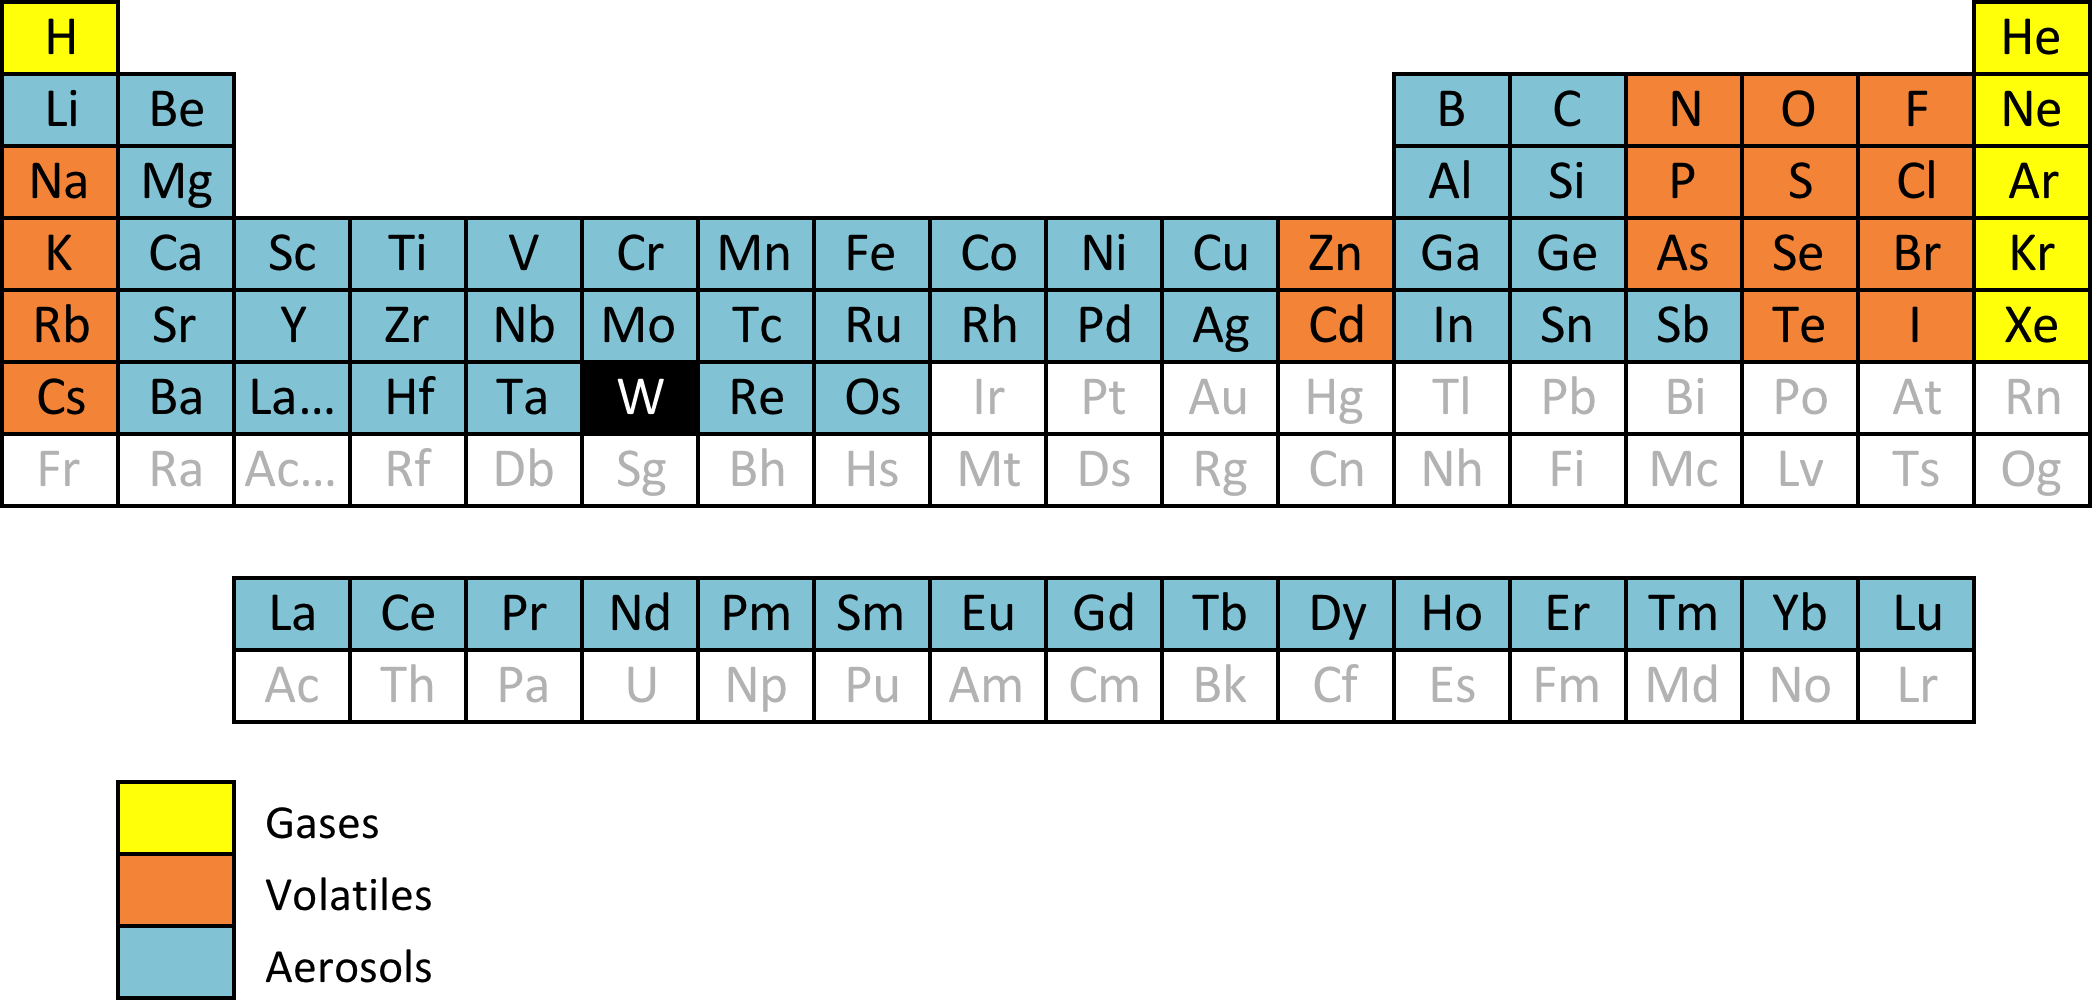 H He
Li Be B C N O F Ne
Na Mg Al Si P S Cl Ar
K Ca Sc Ti V Cr Mn Fe Co Ni Cu Zn Ga Ge As Se Br Kr
Rb Sr Y Zr Nb Mo Tc Ru Rh Pd Ag Cd In Sn Sb Te I Xe
Cs Ba La... Hf Ta W Re Os Ir Pt Au Hg Tl Pb Bi Po At Rn
Fr Ra Ac... Rf Db Sg Bh Hs Mt Ds Rg Cn Nh Fi Mc Lv Ts Og
La Ce Pr Nd Pm Sm Eu Gd Tb Dy Ho Er Tm Yb Lu
Ac Th Pa U Np Pu Am Cm Bk Cf Es Fm Md No Lr
Gases
Volatiles
Aerosols